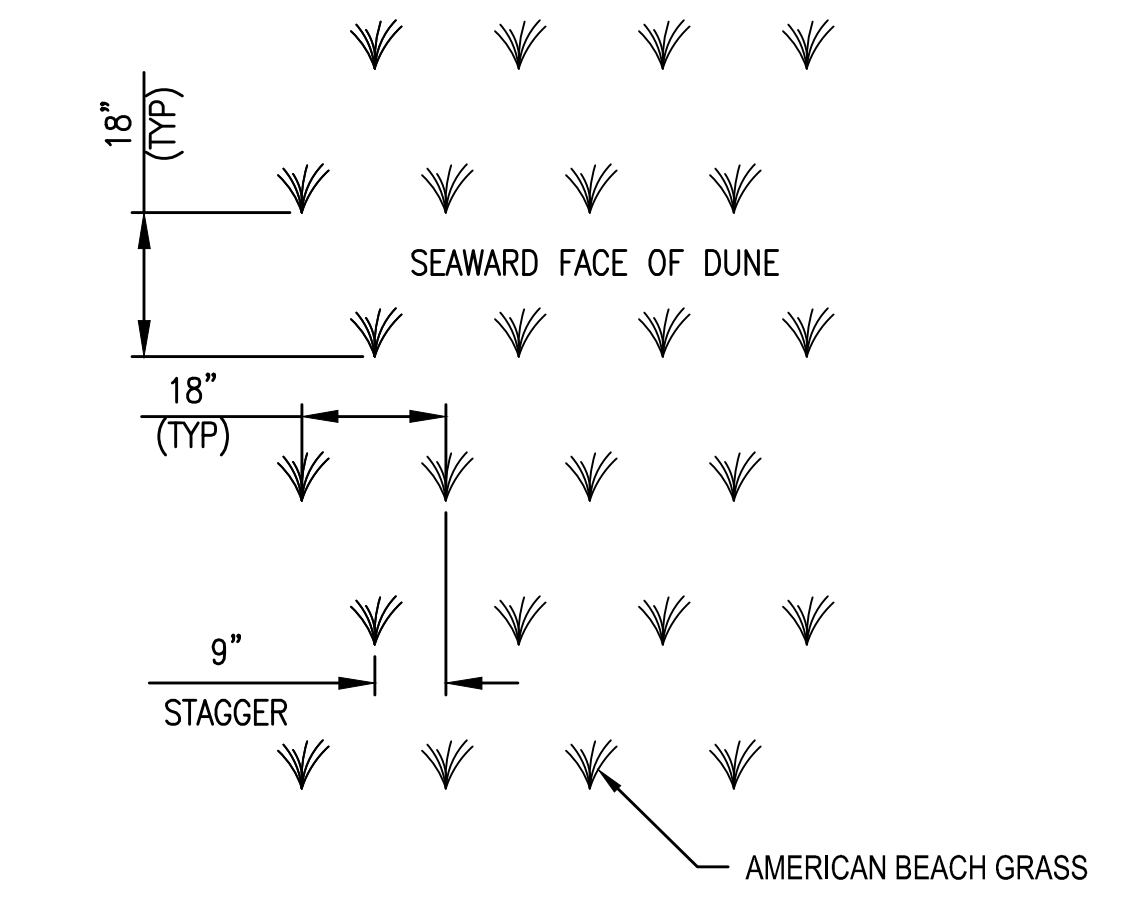 18”
(TYP)
SEAWARD FACE OF DUNE
18”
(TYP)
9”
STAGGER
AMERICAN BEACH GRASS